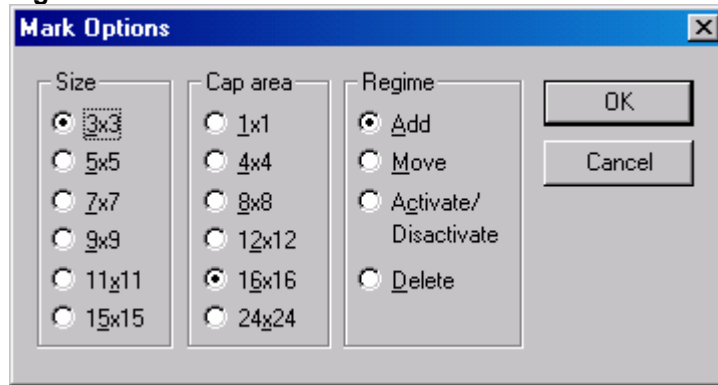 Mark Options
Size
3x3
5x5
7x7
9x9
11x11
15x15
Cap area
1x1
4x4
8x8
12x12
16x16
24x24
Regime
Add
Move
Activate/
Disactivate
Delete
OK
Cancel